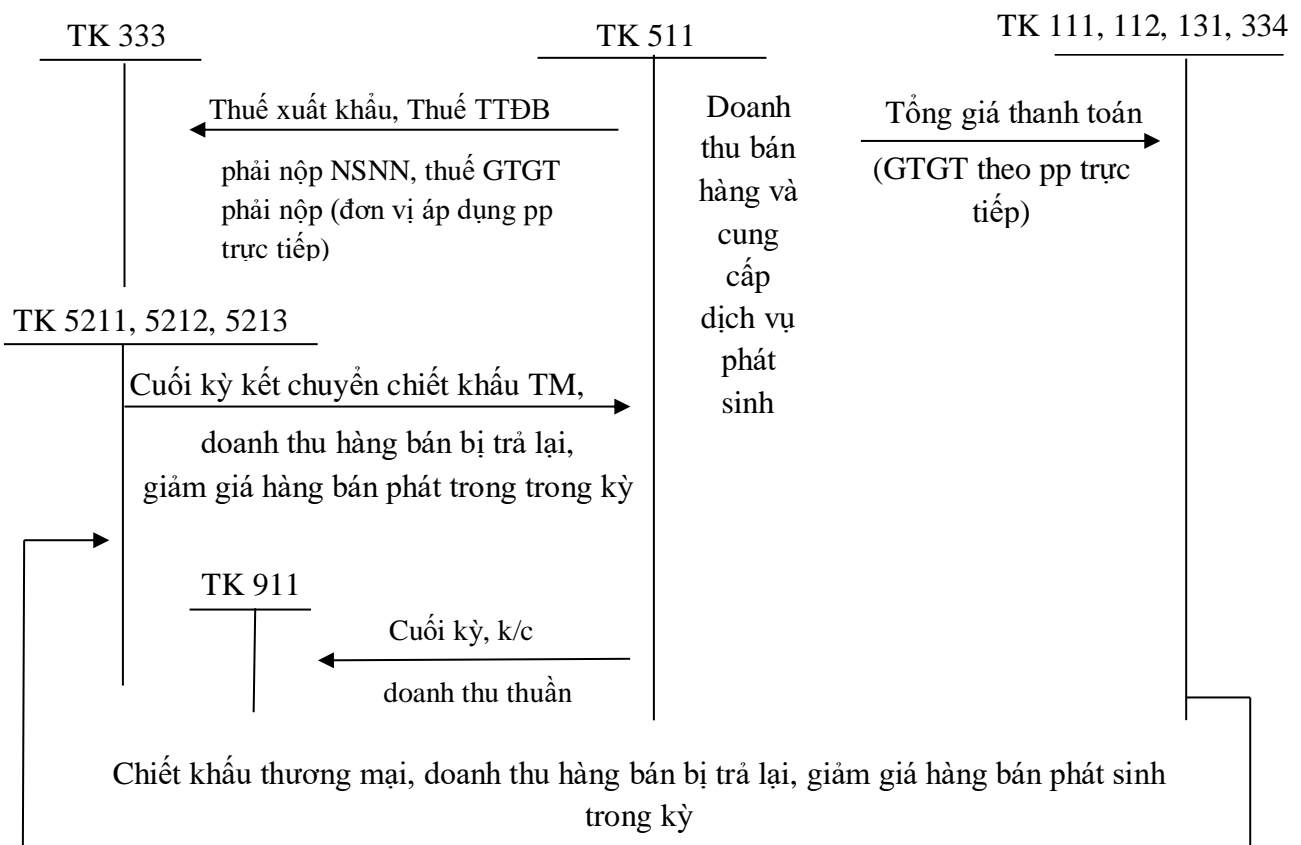 TK 333
TK 511
TK 111, 112, 131, 334
Thuế xuất khẩu, Thuế TTĐB
phải nộp NSNN, thuế GTGT
phải nộp (đơn vị áp dụng pp
trực tiếp)
Doanh
thu bán
hàng và
cung
cấp
dịch vụ
phát
sinh
Tổng giá thanh toán
(GTGT theo pp trực
tiếp)
TK 5211, 5212, 5213
Cuối kỳ kết chuyển chiết khấu TM,
doanh thu hàng bán bị trả lại,
giảm giá hàng bán phát trong trong kỳ
TK 911
Cuối kỳ, k/c
doanh thu thuần
Chiết khấu thương mại, doanh thu hàng bán bị trả lại, giảm giá hàng bán phát sinh
trong kỳ